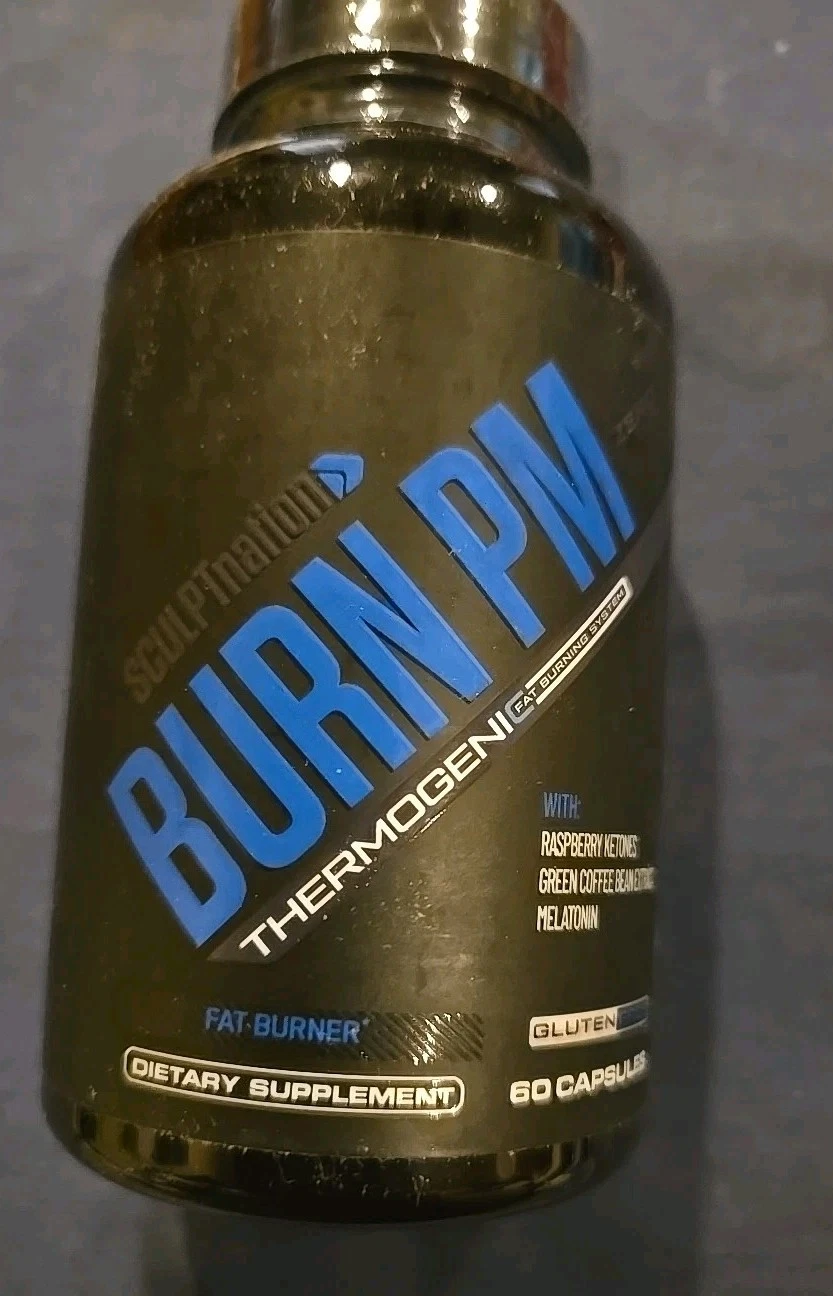 SCULPTnation
BURN PM
THERMOGENIC
FAT BURNING SYSTEM
WITH:
RASPBERRY KETONES
GREEN COFFEE BEAN
MELATONIN
FAT-BURNER*
GLUTEN
DIETARY SUPPLEMENT
60 CAPSULES